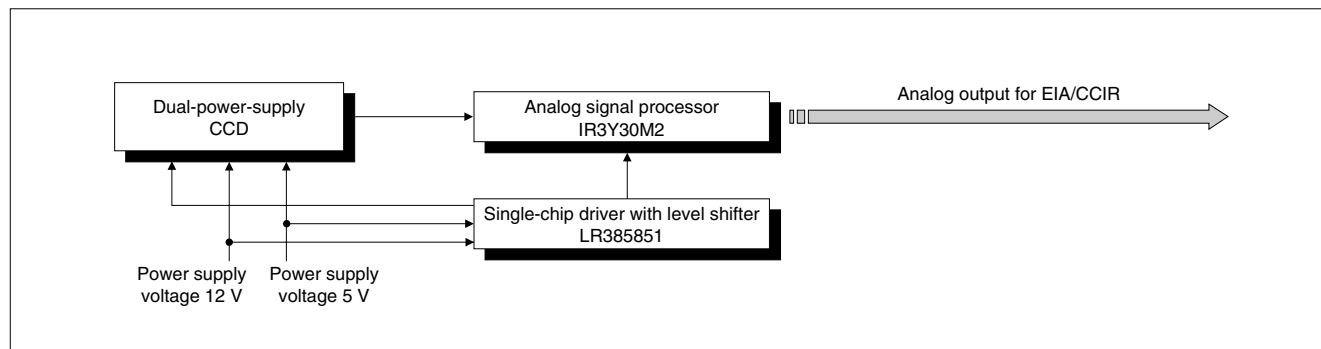 Dual-power-supply
CCD
Analog signal processor
IR3Y30M2
Analog output for EIA/CCIR
Single-chip driver with level shifter
LR385851
Power supply
voltage 12 V
Power supply
voltage 5 V